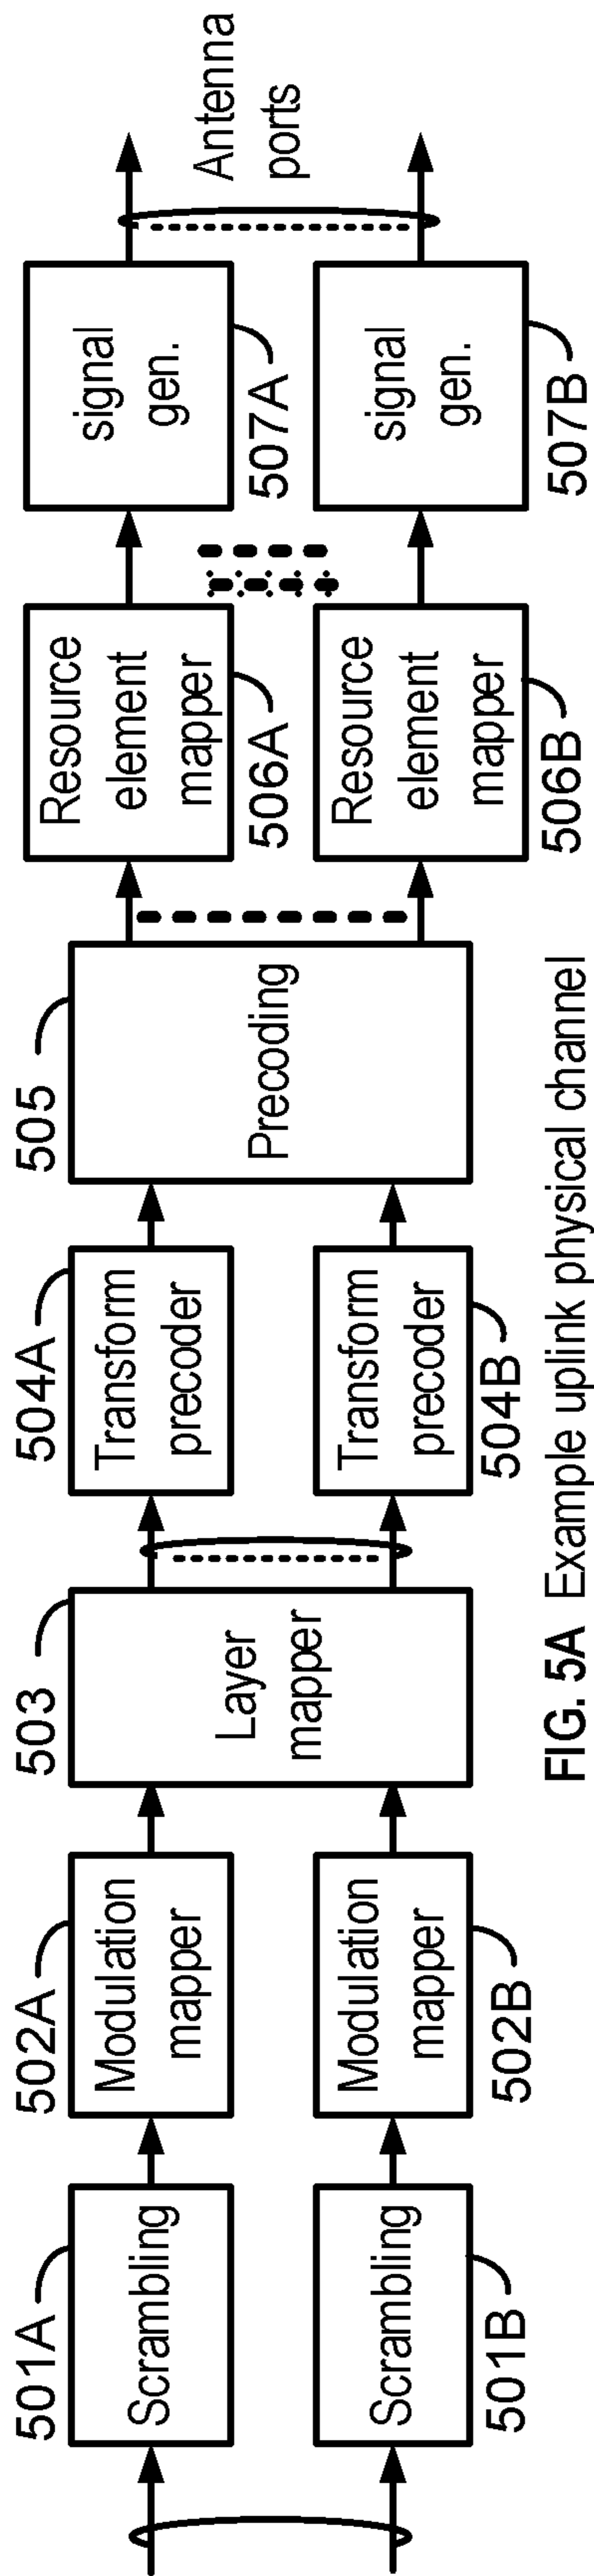 501A
502A
503
504A
505
Scrambling
Modulation
mapper
Layer
mapper
Transform
precoder
Precoding
Resource
element
mapper
506A
signal
gen.
507A
Antenna
ports
Scrambling
501B
Modulation
mapper
502B
Transform
precoder
504B
Resource
element
mapper
506B
signal
gen.
507B
FIG. 5A Example uplink physical channel